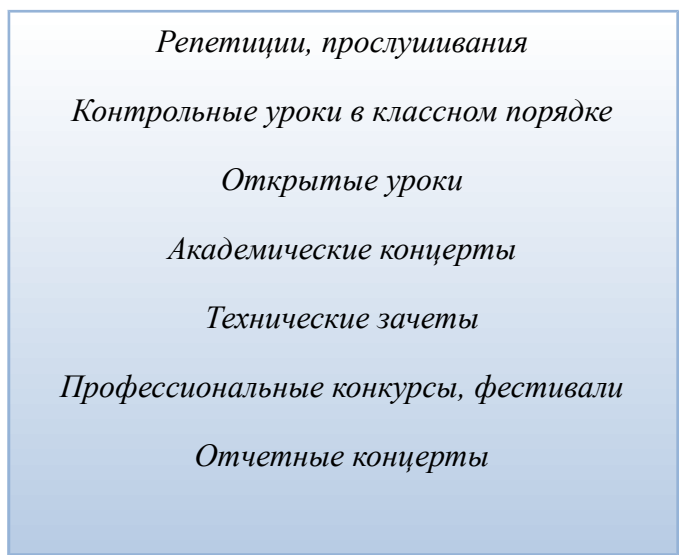 Репетиции, прослушивания
Контрольные уроки в классном порядке
Открытые уроки
Академические концерты
Технические зачеты
Профессиональные конкурсы, фестивали
Отчетные концерты